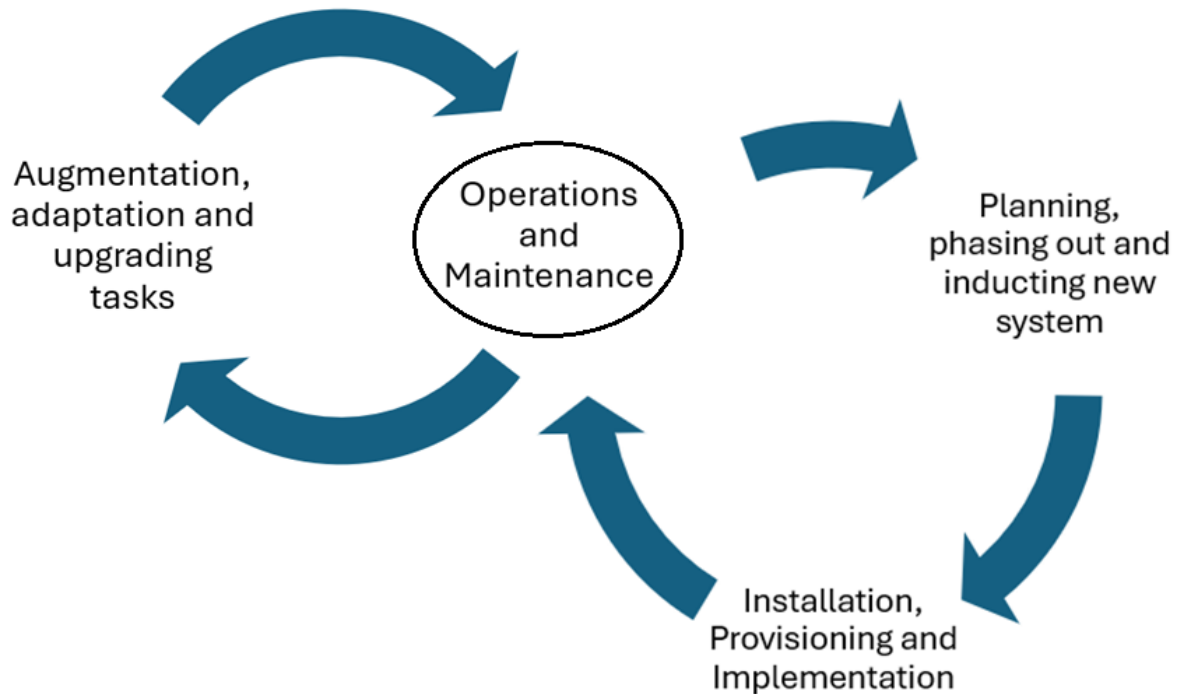 Augmentation,
adaptation and
upgrading
tasks
Operations
and
Maintenance
Planning,
phasing out and
inducting new
system
Installation,
Provisioning and
Implementation